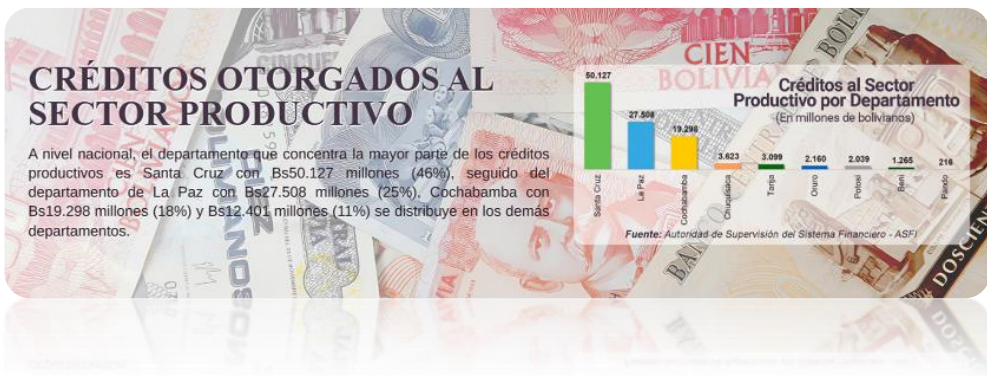 CRÉDITOS OTORGADOS AL
SECTOR PRODUCTIVO
A nivel nacional, el departamento que concentra la mayor parte de los créditos
productivos es Santa Cruz con Bs50.127 millones (46%), seguido del
departamento de La Paz con Bs27.508 millones (25%), Cochabamba con
Bs19.298 millones (18%) y Bs12.401 millones (11%) se distribuye en los demás
departamentos.
Créditos al Sector
Productivo por Departamento
(En millones de bolivianos)
50.127
27.508
19.298
3.623
3.099
2.160
2.039
1.265
216
Santa Cruz
La Paz
Cochabamba
Chuquisaca
Tarija
Oruro
Potosí
Beni
Pando
Fuente: Autoridad de Supervisión del Sistema Financiero - ASFI
CIEN
BOLIVIA